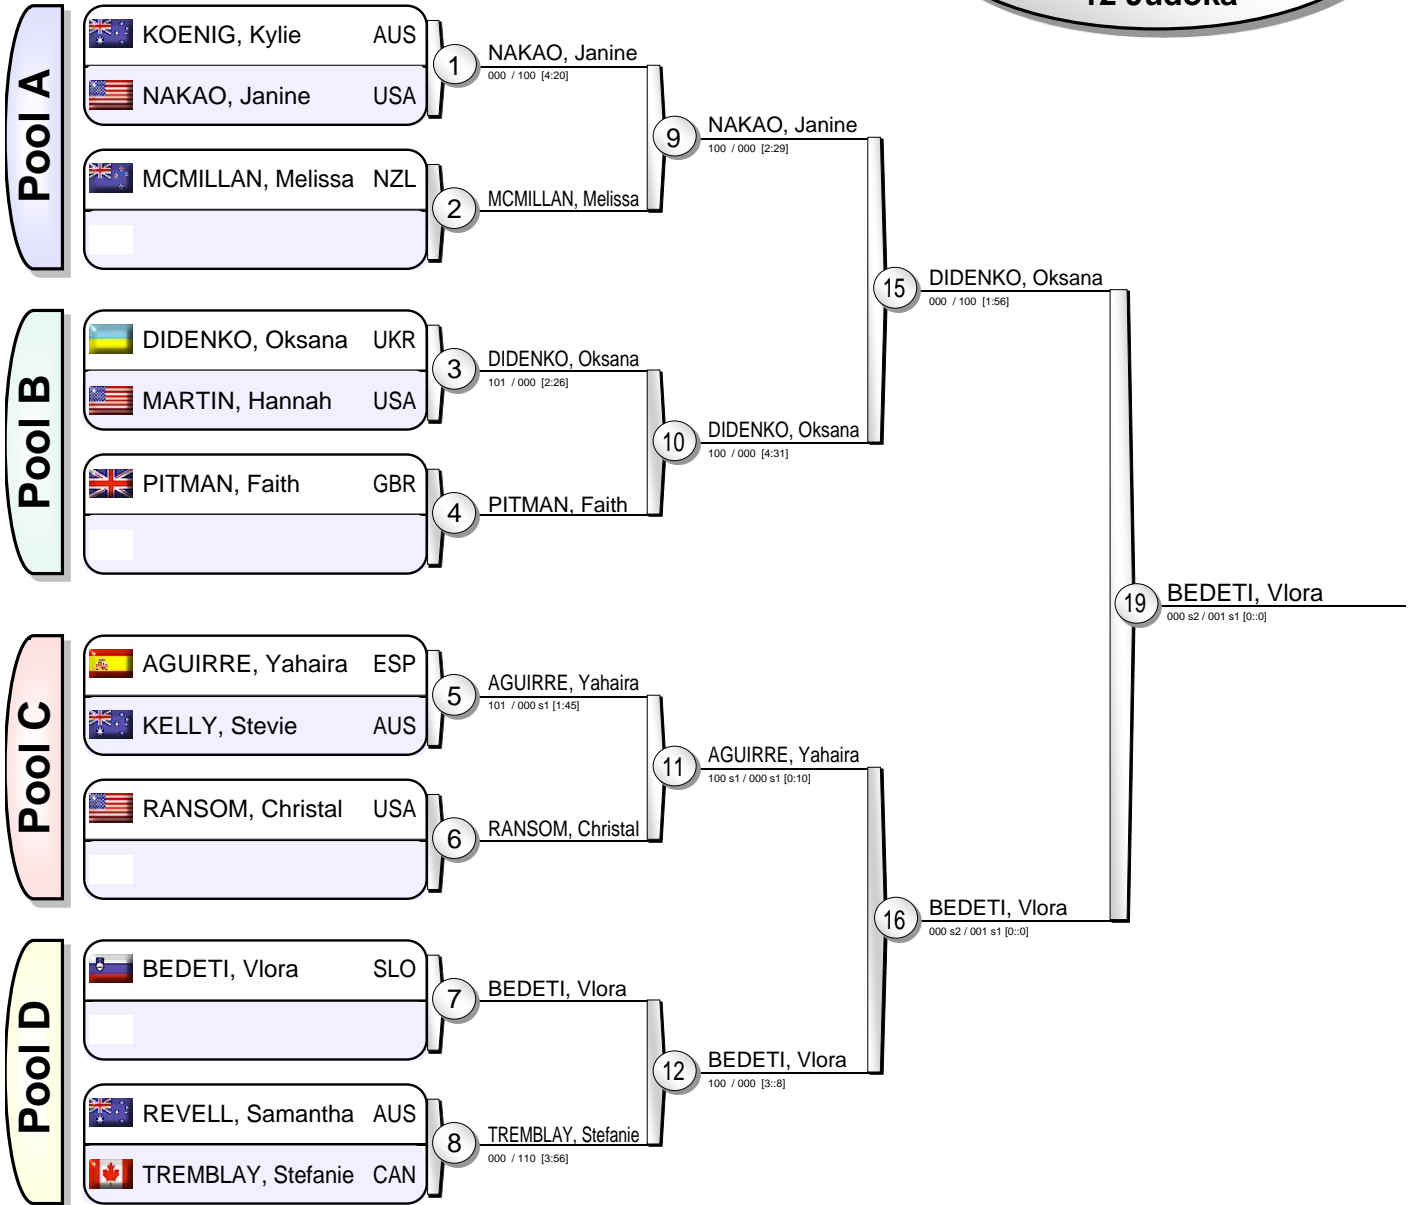 12 Judoka
Pool A
KOENIG, Kylie AUS
NAKAO, Janine USA
1
NAKAO, Janine
000 / 100 [4:20]
MCMILLAN, Melissa NZL
2
MCMILLAN, Melissa
9
NAKAO, Janine
100 / 000 [2:29]
Pool B
DIDENKO, Oksana UKR
MARTIN, Hannah USA
3
DIDENKO, Oksana
101 / 000 [2:26]
PITMAN, Faith GBR
4
PITMAN, Faith
10
DIDENKO, Oksana
100 / 000 [4:31]
15
DIDENKO, Oksana
000 / 100 [1:56]
Pool C
AGUIRRE, Yahaira ESP
KELLY, Stevie AUS
5
AGUIRRE, Yahaira
101 / 000 s1 [1:45]
RANSOM, Christal USA
6
RANSOM, Christal
11
AGUIRRE, Yahaira
100 s1 / 000 s1 [0:10]
Pool D
BEDETI, Vlora SLO
7
BEDETI, Vlora
REVELL, Samantha AUS
TREMBLAY, Stefanie CAN
8
TREMBLAY, Stefanie
000 / 110 [3:56]
12
BEDETI, Vlora
100 / 000 [3::8]
16
BEDETI, Vlora
000 s2 / 001 s1 [0::0]
19
BEDETI, Vlora
000 s2 / 001 s1 [0::0]